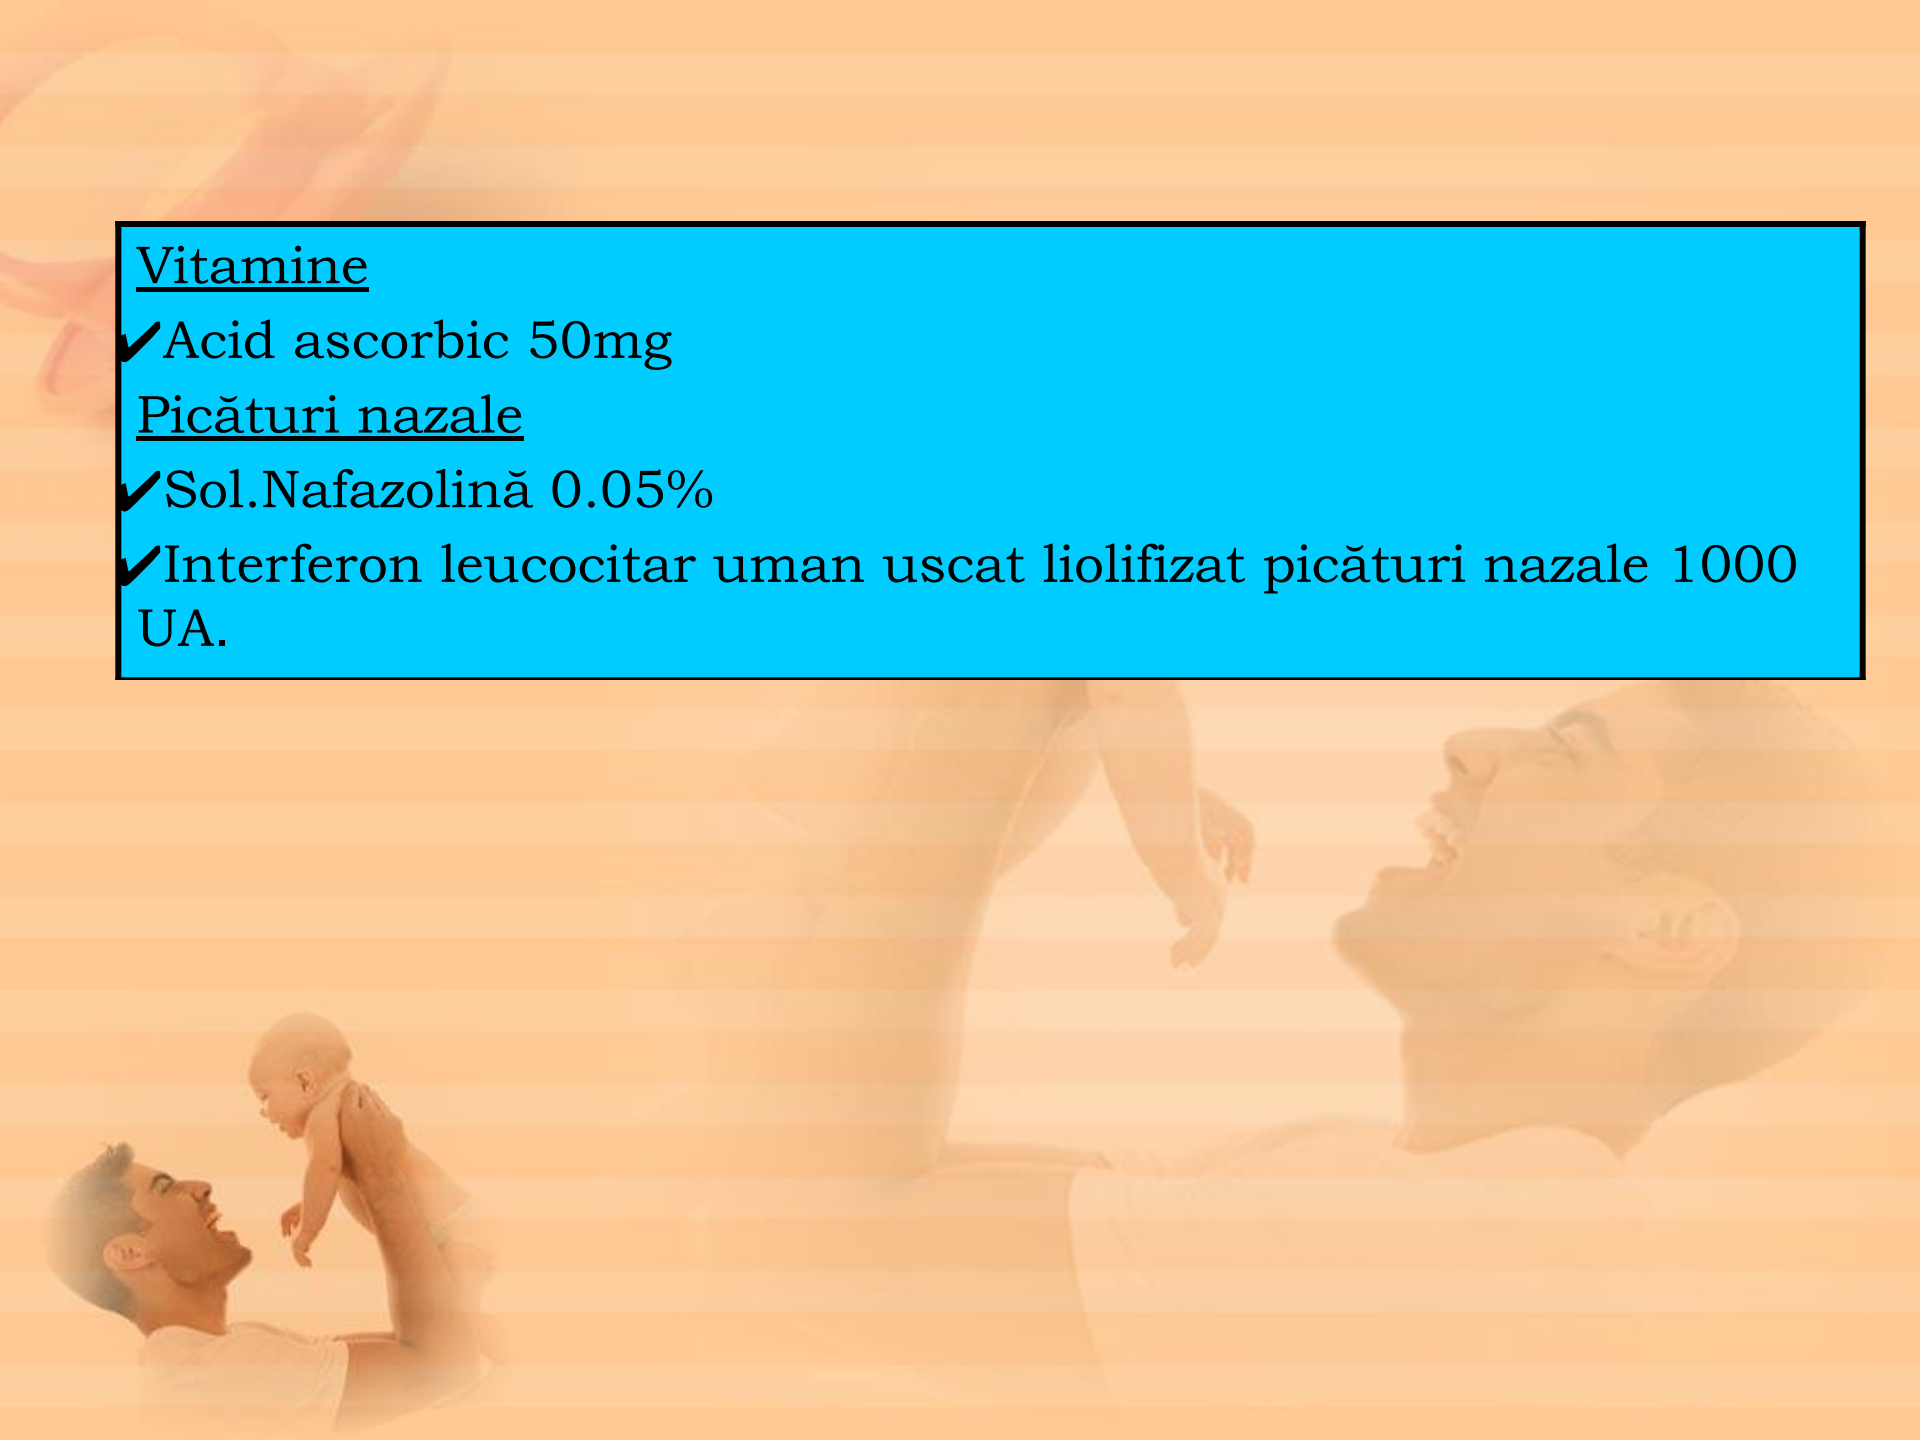 Vitamine
✔Acid ascorbic 50mg
Picături nazale
✔Sol.Nafazolină 0.05%
✔Interferon leucocitar uman uscat liolifizat picături nazale 1000
UA.